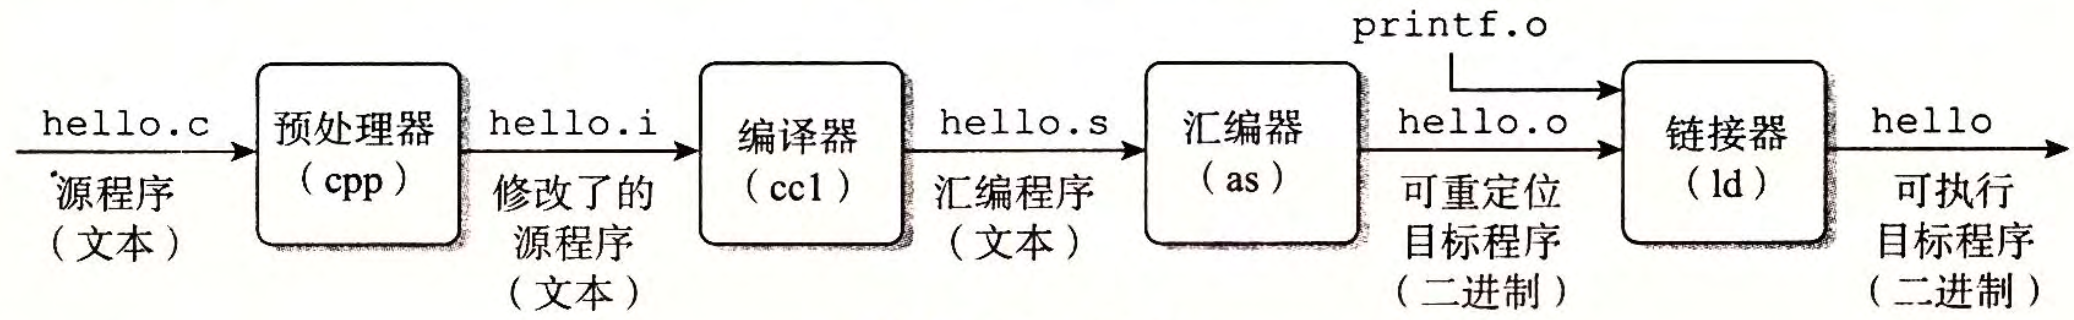 printf.o
hello.c
预处理器
（cpp）
hello.i
编译器
（cc1）
hello.s
汇编器
（as）
hello.o
链接器
（ld）
hello
源程序
（文本）
修改了的
源程序
（文本）
汇编程序
（文本）
可重定位
目标程序
（二进制）
可执行
目标程序
（二进制）